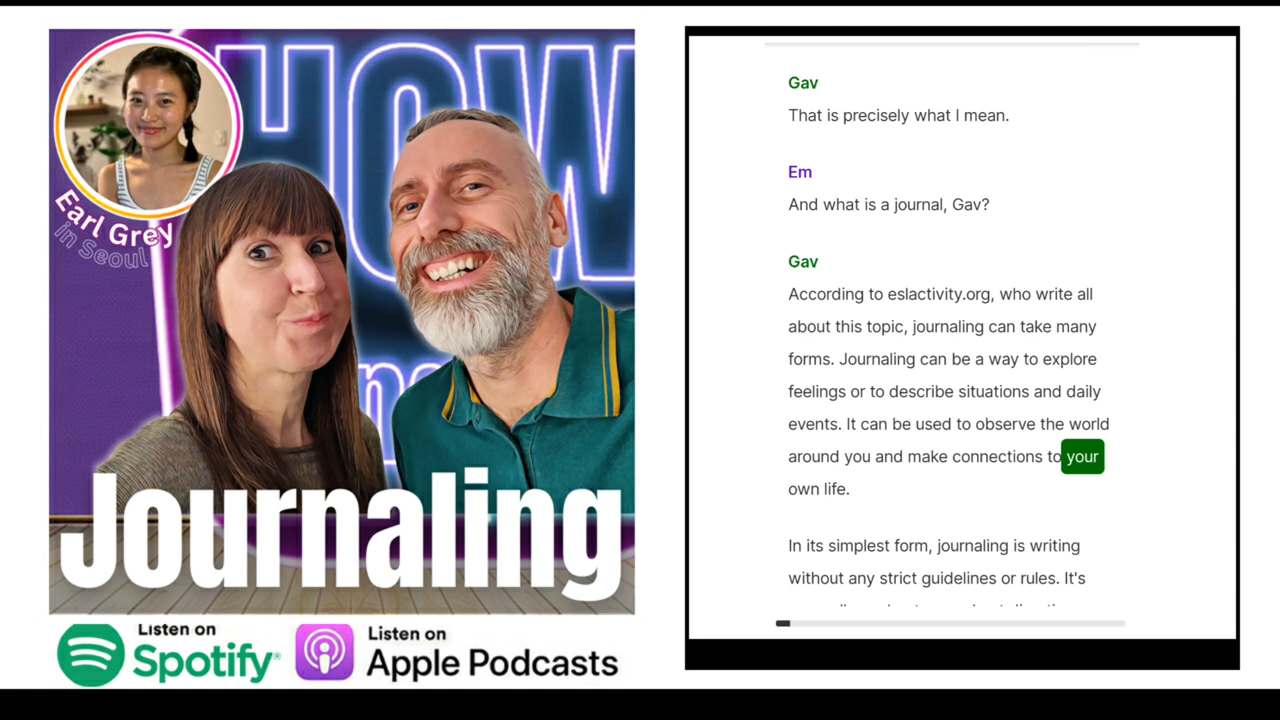 HOW
Earl Grey
in Seoul
Journaling
Listen on
Spotify®
Listen on
Apple Podcasts
Gav
That is precisely what I mean.
Em
And what is a journal, Gav?
Gav
According to eslactivity.org, who write all
about this topic, journaling can take many
forms. Journaling can be a way to explore
feelings or to describe situations and daily
events. It can be used to observe the world
around you and make connections to your
own life.
In its simplest form, journaling is writing
without any strict guidelines or rules. It's